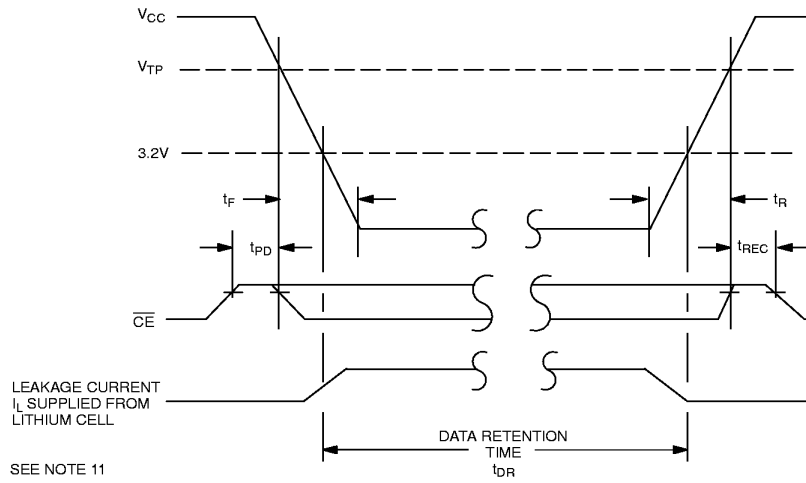 VCC
VTP
3.2V
tF
tR
tPD
tREC
CE
LEAKAGE CURRENT
IL SUPPLIED FROM
LITHIUM CELL
DATA RETENTION
TIME
tDR
SEE NOTE 11